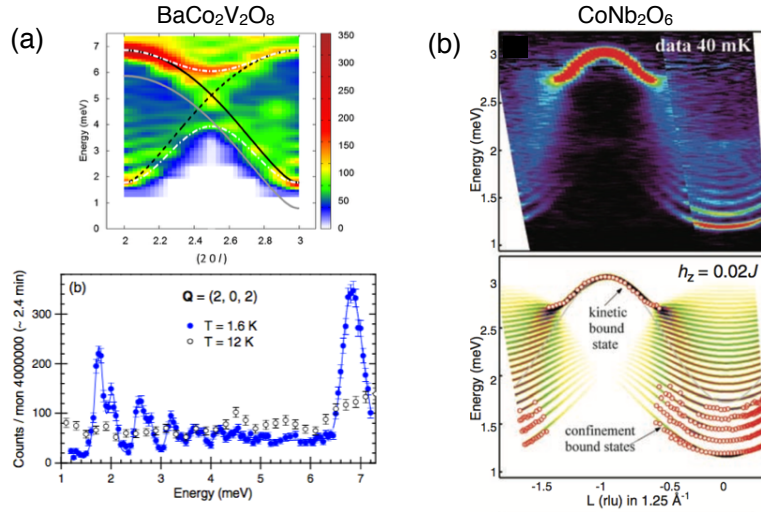 BaCo₂V₂O₈
CoNb₂O₆
(a)
7
6
5
4
3
2
1
0
Energy (meV)
2
2.2
2.4
2.6
2.8
3
(2 0 l)
350
300
250
200
150
100
50
0
(b)
data 40 mK
3
2.5
2
1.5
1
Energy (meV)
(b)
Q = (2, 0, 2)
T = 1.6 K
T = 12 K
300
200
100
0
Counts / mon 4000000 (~ 2.4 min)
1
2
3
4
5
6
7
Energy (meV)
h_z = 0.02J
kinetic
bound
state
confinement
bound states
3
2.5
2
1.5
1
Energy (meV)
-1.5
-1
-0.5
0
L (rlu) in 1.25 Å⁻¹